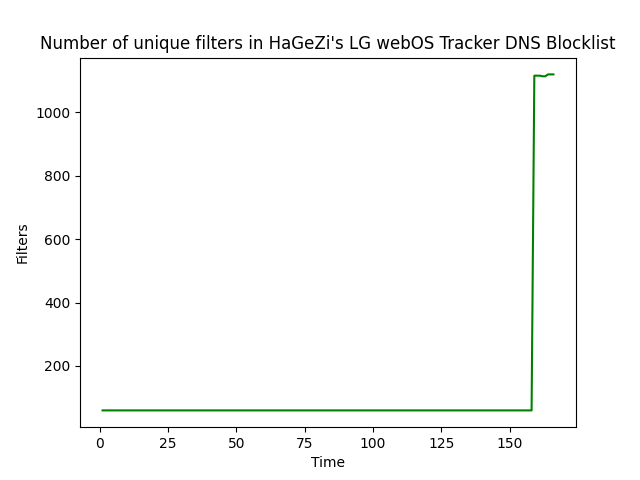 Number of unique filters in HaGeZi's LG webOS Tracker DNS Blocklist
1000
800
600
400
200
Filters
0 25 50 75 100 125 150
Time